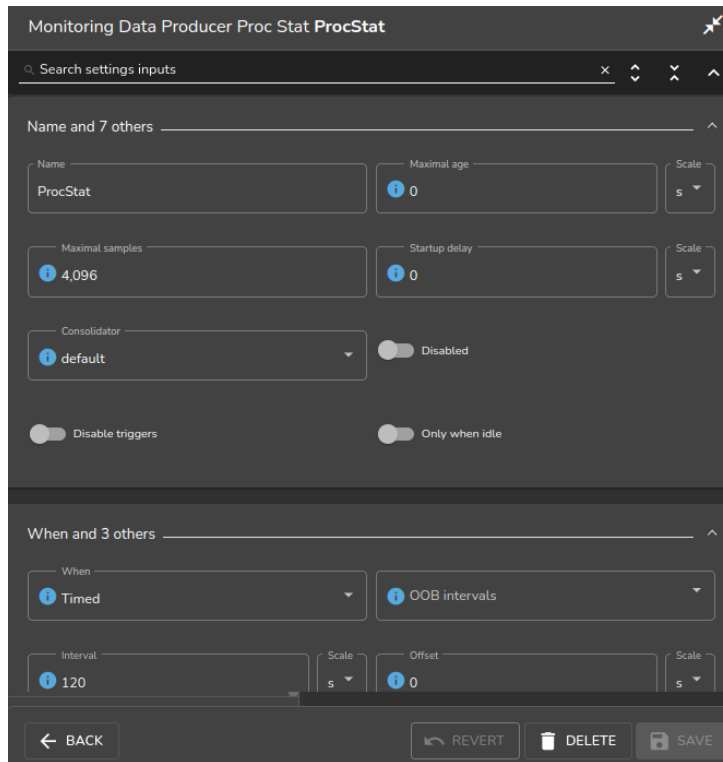 Monitoring Data Producer Proc Stat ProcStat
Search settings inputs
Name and 7 others
Name
ProcStat
Maximal age
0
Scale
s
Maximal samples
4,096
Startup delay
0
Scale
s
Consolidator
default
Disabled
Disable triggers
Only when idle
When and 3 others
When
Timed
OOB intervals
Interval
120
Scale
s
Offset
0
Scale
s
BACK
REVERT
DELETE
SAVE